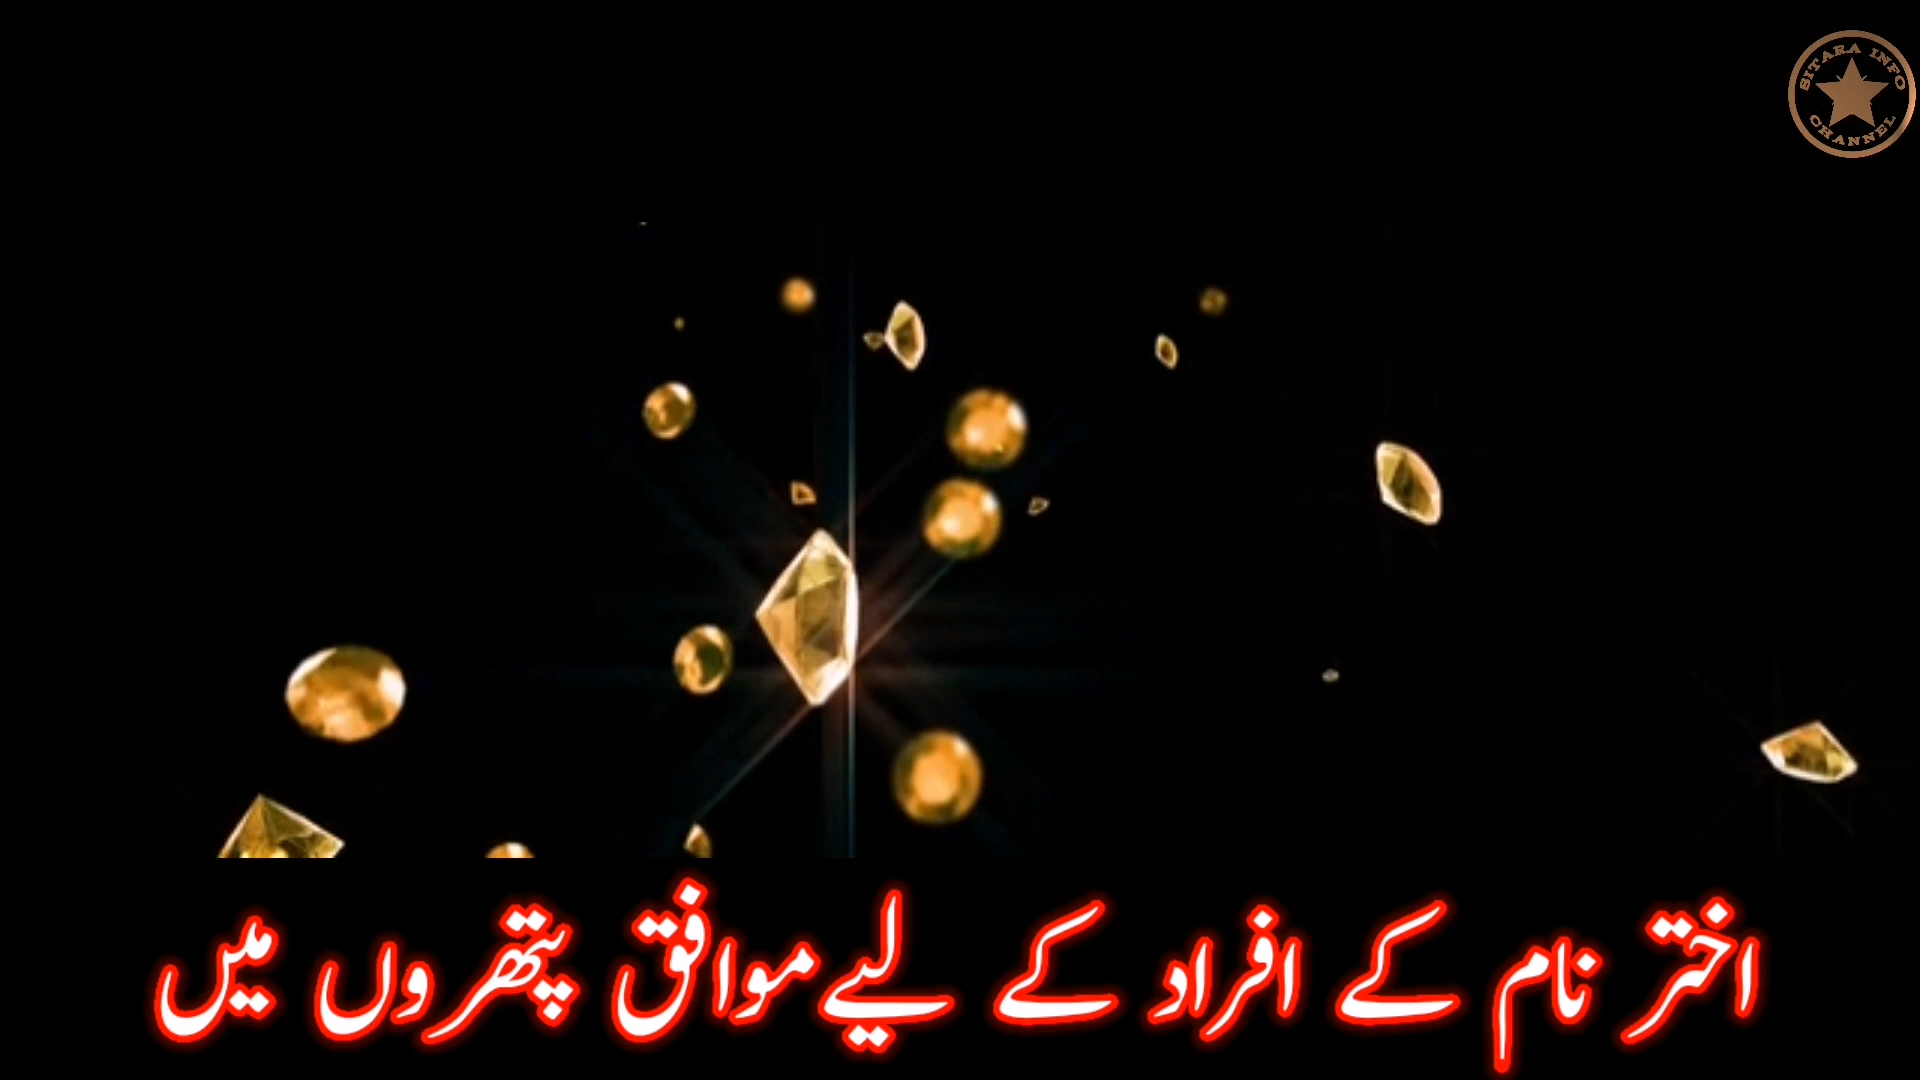 SITARA INFO
CHANNEL
اختر نام کے افراد کے لیے موافق پتھروں میں